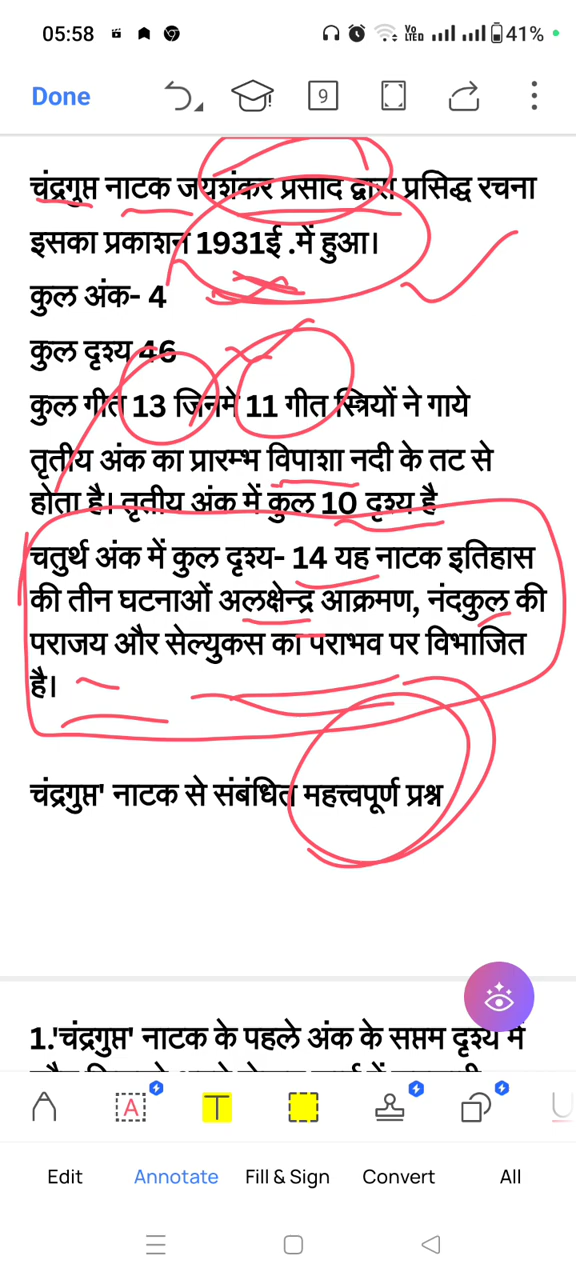 05:58
Vo LTED
41%
Done
9
चंद्रगुप्त नाटक जयशंकर प्रसाद द्वारा प्रसिद्ध रचना
इसका प्रकाशन 1931ई .में हुआ।
कुल अंक- 4
कुल दृश्य 46
कुल गीत 13 जिनमे 11 गीत स्त्रियों ने गाये
तृतीय अंक का प्रारम्भ विपाशा नदी के तट से
होता है। तृतीय अंक में कुल 10 दृश्य है
चतुर्थ अंक में कुल दृश्य- 14 यह नाटक इतिहास
की तीन घटनाओं अलक्षेन्द्र आक्रमण, नंदकुल की
पराजय और सेल्युकस का पराभव पर विभाजित
है।
चंद्रगुप्त' नाटक से संबंधित महत्त्वपूर्ण प्रश्न
1.'चंद्रगुप्त' नाटक के पहले अंक के सप्तम दृश्य में
A
T
U
Edit Annotate Fill & Sign Convert All